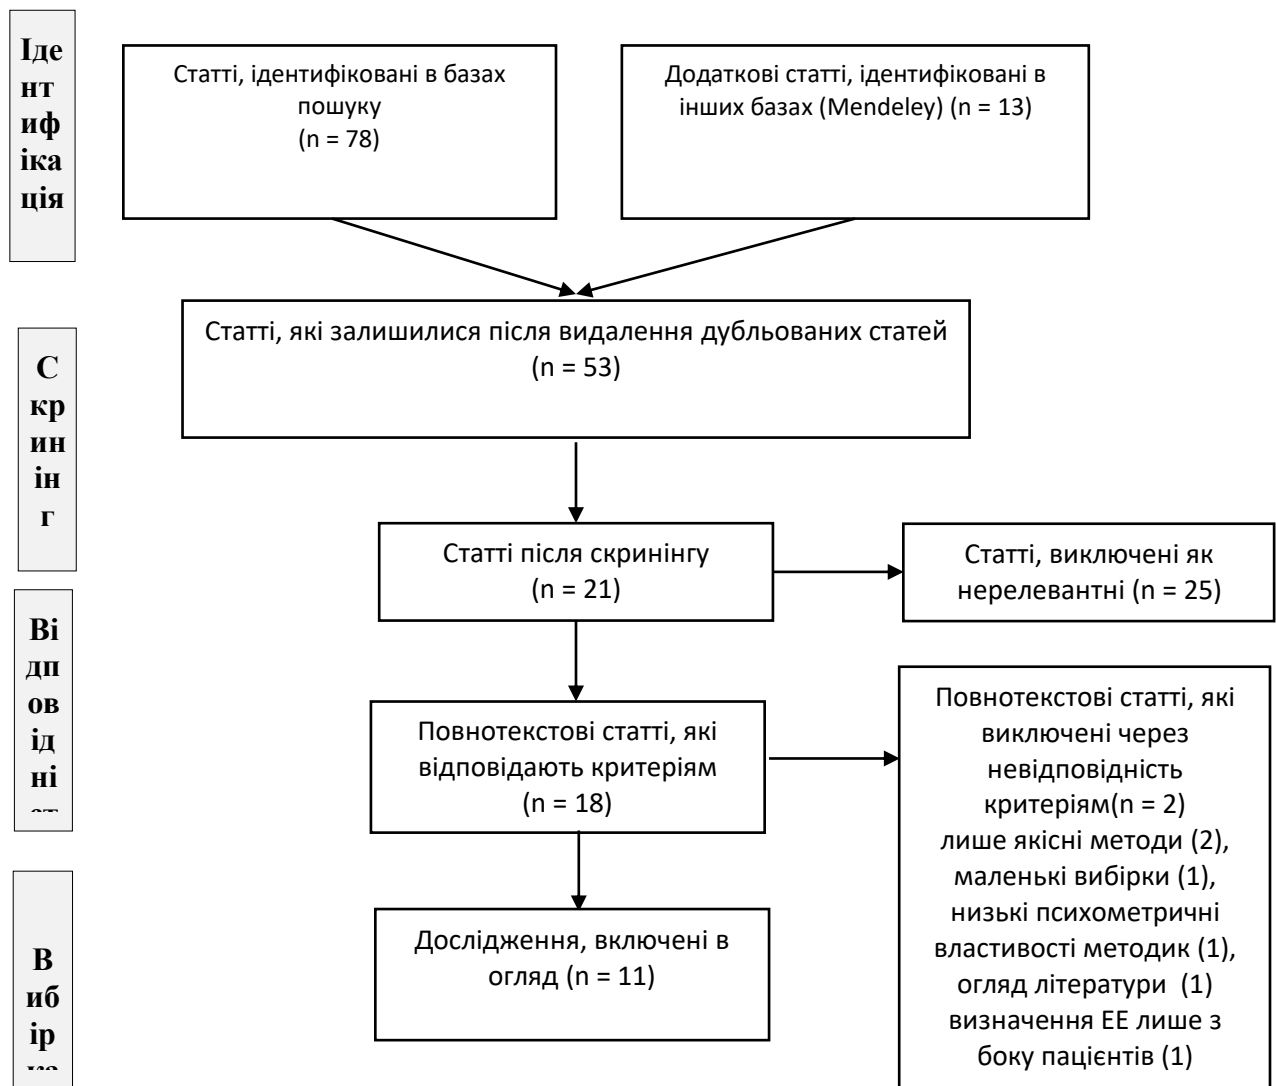 Іде
нт
иф
іка
ція
Статті, ідентифіковані в базах
пошуку
(n = 78)
Додаткові статті, ідентифіковані в
інших базах (Mendeley) (n = 13)
С
кр
ин
ін
г
Статті, які залишилися після видалення дубльованих статей
(n = 53)
Статті після скринінгу
(n = 21)
Статті, виключені як
нерелевантні (n = 25)
Ві
дп
ов
ід
ні
Повнотекстові статті, які
відповідають критеріям
(n = 18)
Повнотекстові статті, які
виключені через
невідповідність
критеріям(n = 2)
лише якісні методи (2),
маленькі вибірки (1),
низькі психометричні
властивості методик (1),
огляд літератури (1)
визначення ЕЕ лише з
боку пацієнтів (1)
В
иб
ір
Дослідження, включені в
огляд (n = 11)